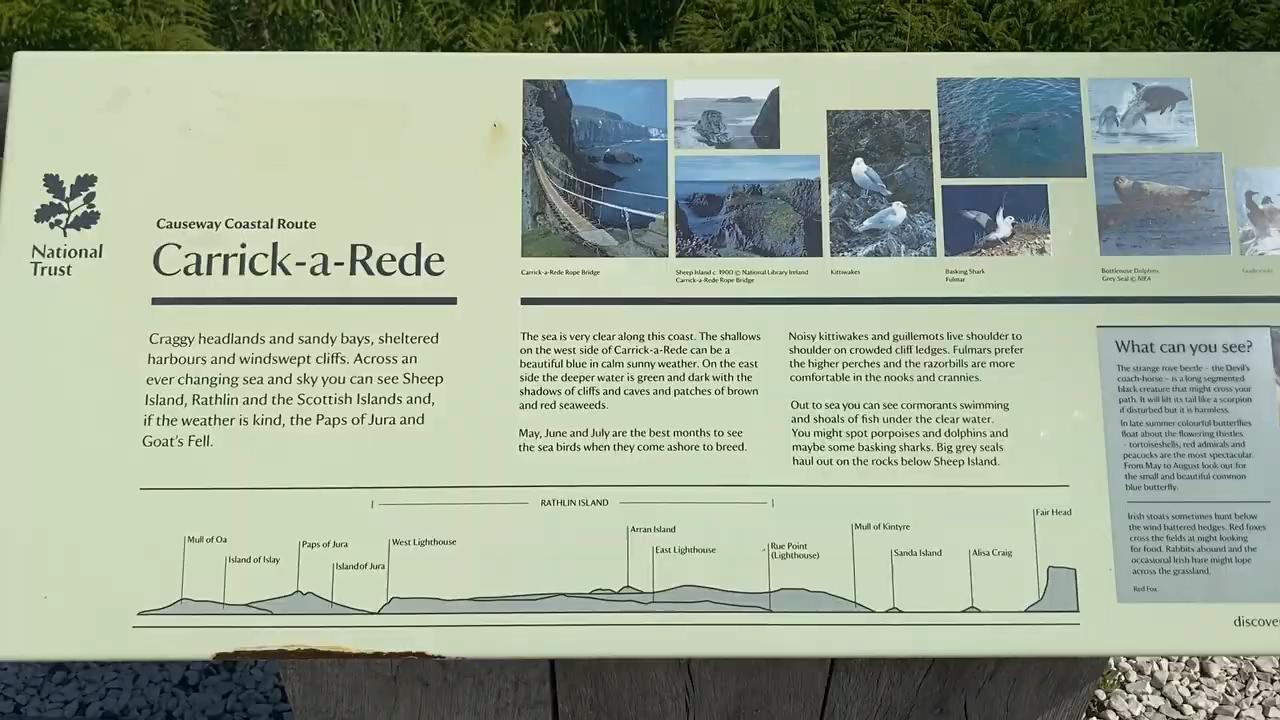 National
Trust
Causeway Coastal Route
Carrick-a-Rede
Craggy headlands and sandy bays, sheltered
harbours and windswept cliffs. Across an
ever changing sea and sky you can see Sheep
Island, Rathlin and the Scottish Islands and,
if the weather is kind, the Paps of Jura and
Goat's Fell.
Carrick-a-Rede Rope Bridge
Sheep Island c. 1900 © National Library Ireland
Carrick-a-Rede Rope Bridge
Kittiwakes
Basking Shark
Fulmar
Bottlenose Dolphins
Grey Seal © NIEA
The sea is very clear along this coast. The shallows
on the west side of Carrick-a-Rede can be a
beautiful blue in calm sunny weather. On the east
side the deeper water is green and dark with the
shadows of cliffs and caves and patches of brown
and red seaweeds.
May, June and July are the best months to see
the sea birds when they come ashore to breed.
Noisy kittiwakes and guillemots live shoulder to
shoulder on crowded cliff ledges. Fulmars prefer
the higher perches and the razorbills are more
comfortable in the nooks and crannies.
Out to sea you can see cormorants swimming
and shoals of fish under the clear water.
You might spot porpoises and dolphins and
maybe some basking sharks. Big grey seals
haul out on the rocks below Sheep Island.
What can you see?
The strange rove beetle – the Devil's
coach-horse – is a long segmented
black creature that might cross your
path. It will lift its tail like a scorpion
if disturbed but it is harmless.
In late summer colourful butterflies
float about the flowering thistles
- tortoiseshells, red admirals and
peacocks are the most spectacular.
From May to August look out for
the small and beautiful common
blue butterfly.
Irish stoats sometimes hunt below
the wind battered hedges. Red foxes
cross the fields at night looking
for food. Rabbits abound and the
occasional Irish hare might lope
across the grassland.
Red Fox
RATHLIN ISLAND
Mull of Oa
Island of Islay
Paps of Jura
Island of Jura
West Lighthouse
Arran Island
East Lighthouse
Rue Point
(Lighthouse)
Mull of Kintyre
Sanda Island
Alisa Craig
Fair Head
discove